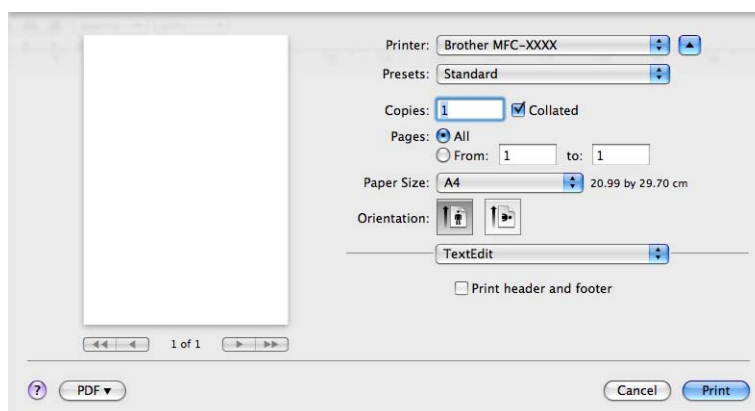 Printer: Brother MFC-XXXX
Presets: Standard
Copies: 1 Collated
Pages: All
From: 1 to: 1
Paper Size: A4 20.99 by 29.70 cm
Orientation:
TextEdit
Print header and footer
1 of 1
? PDF Cancel Print